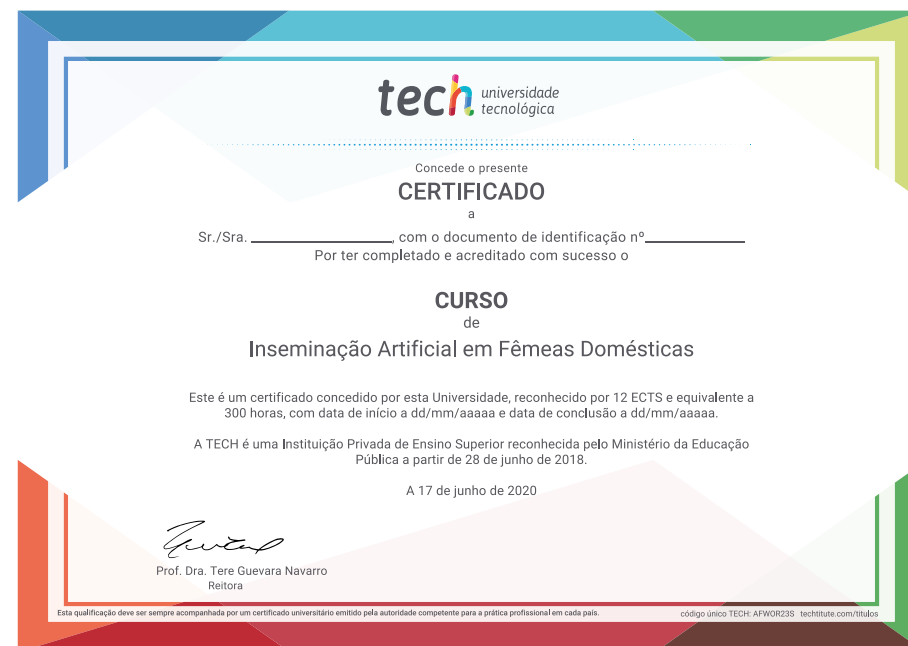 tech universidade
tecnológica
Concede o presente
CERTIFICADO
a
Sr./Sra. ____________________, com o documento de identificação nº______________
Por ter completado e acreditado com sucesso o
CURSO
de
Inseminação Artificial em Fêmeas Domésticas
Este é um certificado concedido por esta Universidade, reconhecido por 12 ECTS e equivalente a
300 horas, com data de início a dd/mm/aaaaa e data de conclusão a dd/mm/aaaaa.
A TECH é uma Instituição Privada de Ensino Superior reconhecida pelo Ministério da Educação
Pública a partir de 28 de junho de 2018.
A 17 de junho de 2020
Prof. Dra. Tere Guevara Navarro
Reitora
Esta qualificação deve ser sempre acompanhada por um certificado universitário emitido pela autoridade competente para a prática profissional em cada país.
código único TECH: AFWOR23S techtitute.com/titulos